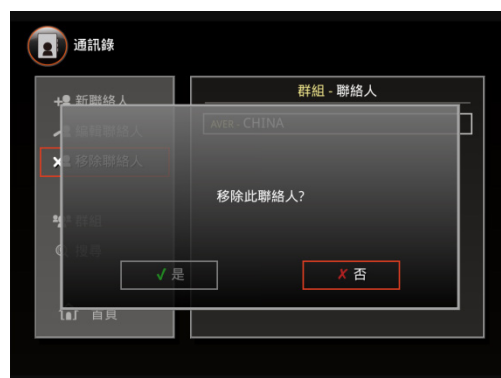 通訊錄
新聯絡人
編輯聯絡人
移除聯絡人
群組
搜尋
首頁
群組 - 聯絡人
AVER - CHINA
移除此聯絡人?
是
否